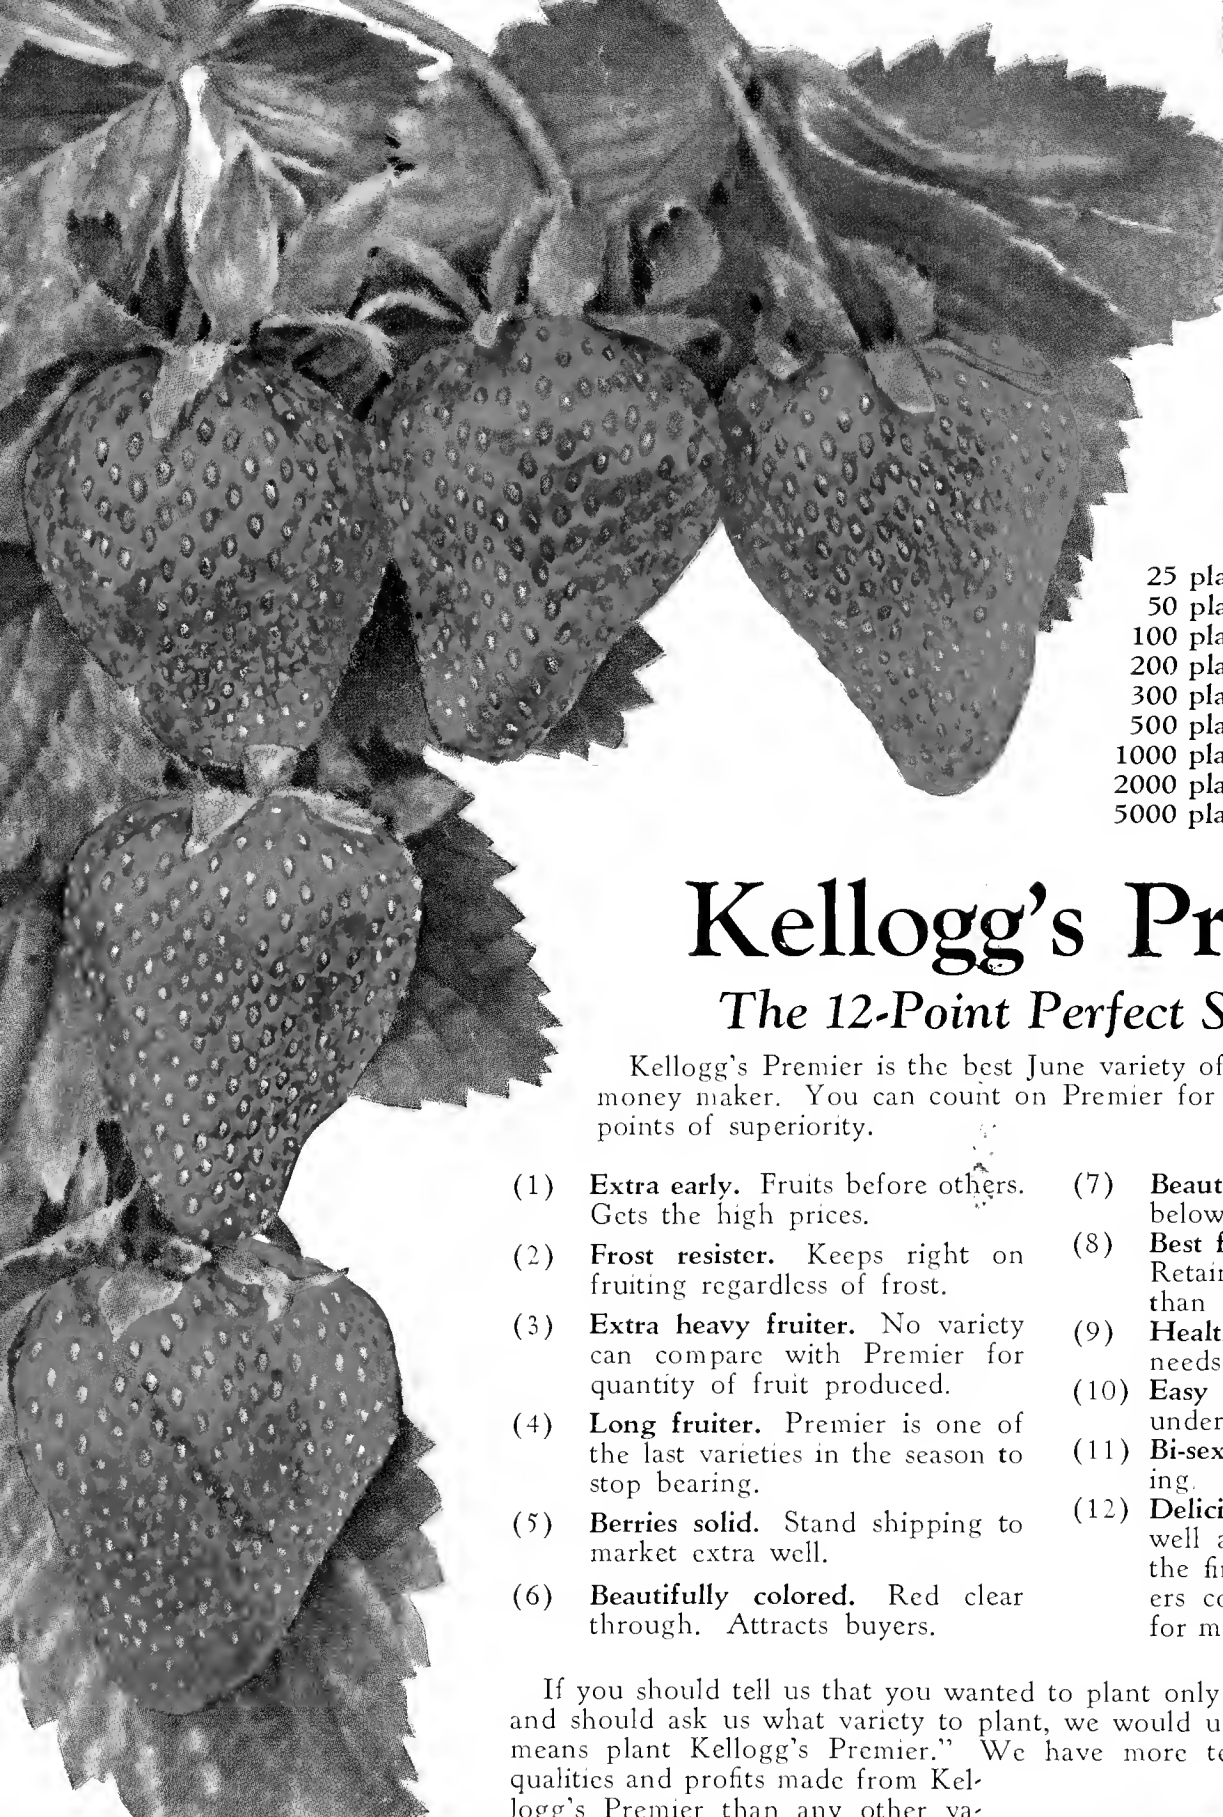 25 pla
50 pla
100 pla
200 pla
300 pla
500 pla
1000 pla
2000 pla
5000 pla
Kellogg's Pr
The 12-Point Perfect S
Kellogg's Premier is the best June variety of
money maker. You can count on Premier for
points of superiority.
(1) Extra early. Fruits before others.
Gets the high prices.
(2) Frost resister. Keeps right on
fruiting regardless of frost.
(3) Extra heavy fruiter. No variety
can compare with Premier for
quantity of fruit produced.
(4) Long fruiter. Premier is one of
the last varieties in the season to
stop bearing.
(5) Berries solid. Stand shipping to
market extra well.
(6) Beautifully colored. Red clear
through. Attracts buyers.
(7) Beaut
below
(8) Best f
Retain
than
(9) Healt
needs
(10) Easy
under
(11) Bi-sex
ing.
(12) Delici
well a
the fi
ers co
for m
If you should tell us that you wanted to plant only
and should ask us what variety to plant, we would u
means plant Kellogg's Premier." We have more te
qualities and profits made from Kel-
logg's Premier than any other va-